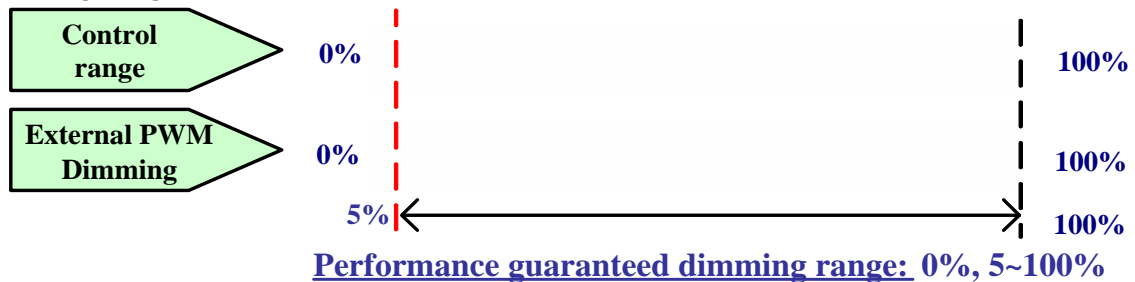 Control
range
0%
100%
External PWM
Dimming
0%
100%
5%
100%
Performance guaranteed dimming range: 0%, 5~100%